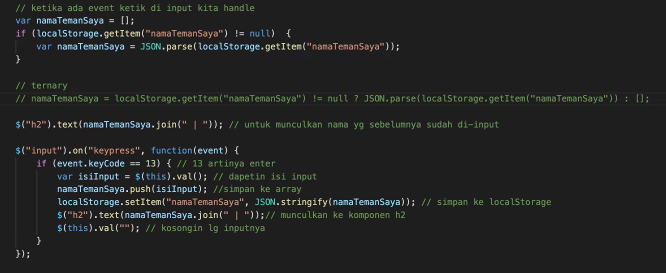 // ketika ada event ketik di input kita handle
var namaTemanSaya = [];
if (localStorage.getItem("namaTemanSaya") != null)  {
    var namaTemanSaya = JSON.parse(localStorage.getItem("namaTemanSaya"));
}
// ternary
// namaTemanSaya = localStorage.getItem("namaTemanSaya") != null ? JSON.parse(localStorage.getItem("namaTemanSaya")) : [];
$("h2").text(namaTemanSaya.join(" | ")); // untuk munculkan nama yg sebelumnya sudah di-input
$("input").on("keypress", function(event) {
    if (event.keyCode == 13) { // 13 artinya enter
        var isiInput = $(this).val(); // dapetin isi input
        namaTemanSaya.push(isiInput); //simpan ke array
        localStorage.setItem("namaTemanSaya", JSON.stringify(namaTemanSaya)); // simpan ke localStorage
        $("h2").text(namaTemanSaya.join(" | "));// munculkan ke komponen h2
        $(this).val(""); // kosongin lg inputnya
    }
});